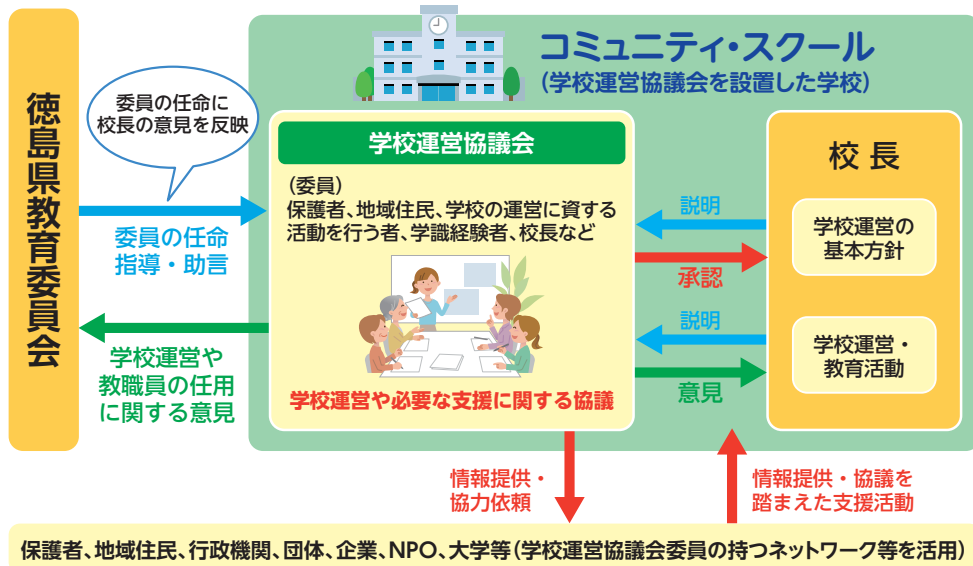 コミュニティ・スクール
(学校運営協議会を設置した学校)
徳島県教育委員会
委員の任命に
校長の意見を反映
委員の任命
指導・助言
学校運営や
教職員の任用
に関する意見
学校運営協議会
(委員)
保護者、地域住民、学校の運営に資する
活動を行う者、学識経験者、校長など
学校運営や必要な支援に関する協議
説明
承認
説明
意見
校長
学校運営の
基本方針
学校運営・
教育活動
情報提供・
協力依頼
情報提供・協議を
踏まえた支援活動
保護者、地域住民、行政機関、団体、企業、NPO、大学等(学校運営協議会委員の持つネットワーク等を活用)